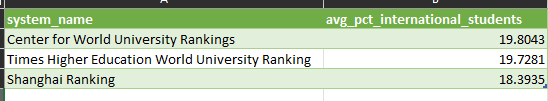 system_name avg_pct_international_students
Center for World University Rankings 19.8043
Times Higher Education World University Ranking 19.7281
Shanghai Ranking 18.3935